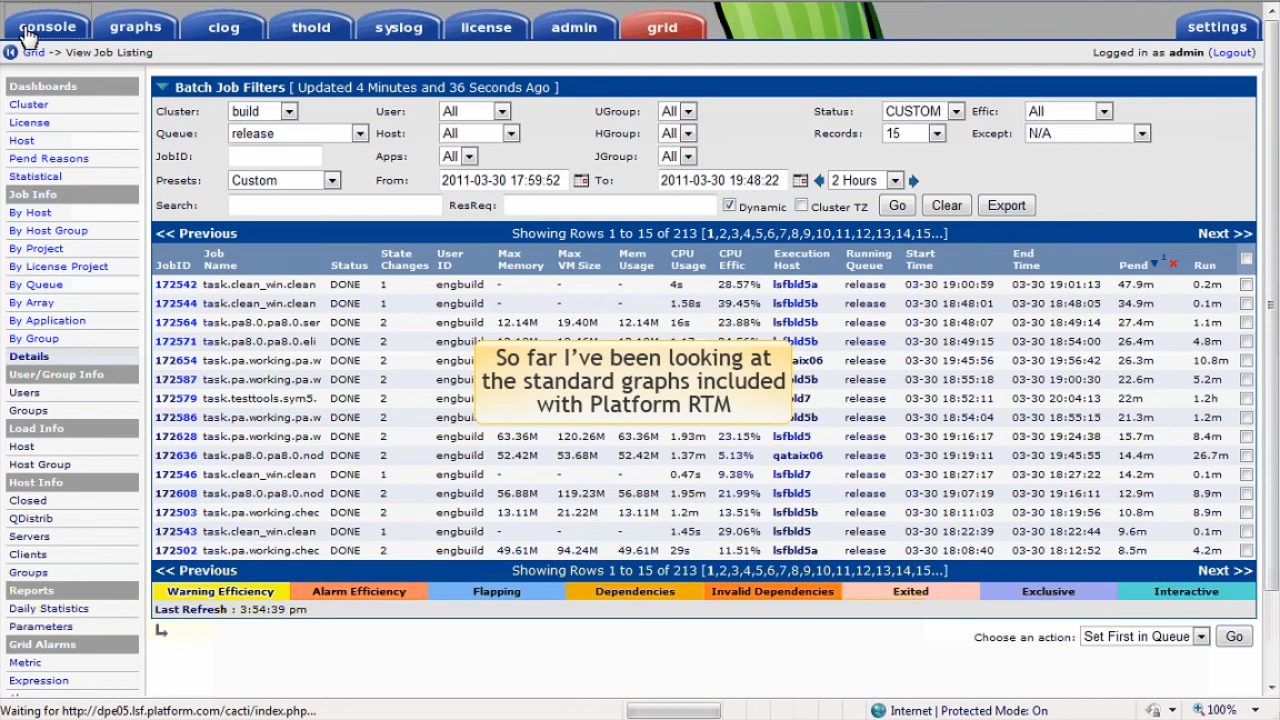 console graphs clog thold syslog license admin grid settings
Grid -> View Job Listing Logged in as admin (Logout)
Dashboards
Cluster
License
Host
Pend Reasons
Statistical
Job Info
By Host
By Host Group
By Project
By License Project
By Queue
By Array
By Application
By Group
Details
User/Group Info
Users
Groups
Load Info
Host
Host Group
Host Info
Closed
QDistrib
Servers
Clients
Groups
Reports
Daily Statistics
Parameters
Grid Alarms
Metric
Expression
Batch Job Filters [ Updated 4 Minutes and 36 Seconds Ago ]
Cluster: build User: All UGroup: All Status: CUSTOM Effic: All
Queue: release Host: All HGroup: All Records: 15 Except: N/A
JobID: Apps: All JGroup: All
Presets: Custom From: 2011-03-30 17:59:52 To: 2011-03-30 19:48:22 2 Hours
Search: ResReq: Dynamic Cluster TZ Go Clear Export
<< Previous Showing Rows 1 to 15 of 213 [1,2,3,4,5,6,7,8,9,10,11,12,13,14,15...] Next >>
JobID Job Name Status State Changes User ID Max Memory Max VM Size Mem Usage CPU Usage CPU Effic Execution Host Running Queue Start Time End Time Pend 1 Run
172542 task.clean_win.clean DONE 1 engbuild - - - 4s 28.57% lsfbld5a release 03-30 19:00:59 03-30 19:01:13 47.9m 0.2m
172544 task.clean_win.clean DONE 1 engbuild - - - 1.58s 39.45% lsfbld5b release 03-30 18:48:01 03-30 18:48:05 34.9m 0.1m
172564 task.pa8.0.pa8.0.ser DONE 2 engbuild 12.14M 19.40M 12.14M 16s 23.88% lsfbld5b release 03-30 18:48:07 03-30 18:49:14 27.4m 1.1m
172571 task.pa8.0.pa8.0.eli DONE 2 release 03-30 18:49:15 03-30 18:54:00 26.4m 4.8m
172654 task.pa.working.pa.w DONE 2 release 03-30 19:45:56 03-30 19:56:42 26.3m 10.8m
172587 task.pa.working.pa.w DONE 2 release 03-30 18:55:18 03-30 19:00:30 22.6m 5.2m
172579 task.testtools.sym5. DONE 2 release 03-30 18:52:11 03-30 20:04:13 22m 1.2h
172586 task.pa.working.pa.w DONE 2 release 03-30 18:54:04 03-30 18:55:15 21.3m 1.2m
172628 task.pa.working.pa.w DONE 2 engbuild 63.36M 120.26M 63.36M 1.93m 23.15% lsfbld5 release 03-30 19:16:17 03-30 19:24:38 15.7m 8.4m
172636 task.pa8.0.pa8.0.nod DONE 2 engbuild 52.42M 53.68M 52.42M 1.37m 5.13% qataix06 release 03-30 19:19:11 03-30 19:45:55 14.4m 26.7m
172546 task.clean_win.clean DONE 1 engbuild - - - 0.47s 9.38% lsfbld7 release 03-30 18:27:17 03-30 18:27:22 14.2m 0.1m
172608 task.pa8.0.pa8.0.nod DONE 2 engbuild 56.88M 119.23M 56.88M 1.95m 21.99% lsfbld5 release 03-30 19:07:19 03-30 19:16:11 12.9m 8.9m
172503 task.pa.working.chec DONE 2 engbuild 13.11M 21.22M 13.11M 1.2m 13.51% lsfbld5b release 03-30 18:11:03 03-30 18:19:56 10.8m 8.9m
172543 task.clean_win.clean DONE 1 engbuild - - - 1.45s 29.06% lsfbld5 release 03-30 18:22:39 03-30 18:22:44 9.6m 0.1m
172502 task.pa.working.chec DONE 2 engbuild 49.61M 94.24M 49.61M 29s 11.51% lsfbld5a release 03-30 18:08:40 03-30 18:12:52 8.5m 4.2m
So far I've been looking at
the standard graphs included
with Platform RTM
<< Previous Showing Rows 1 to 15 of 213 [1,2,3,4,5,6,7,8,9,10,11,12,13,14,15...] Next >>
Warning Efficiency Alarm Efficiency Flapping Dependencies Invalid Dependencies Exited Exclusive Interactive
Last Refresh : 3:54:39 pm
Choose an action: Set First in Queue Go
Waiting for http://dpe05.lsf.platform.com/cacti/index.php... Internet | Protected Mode: On 100%